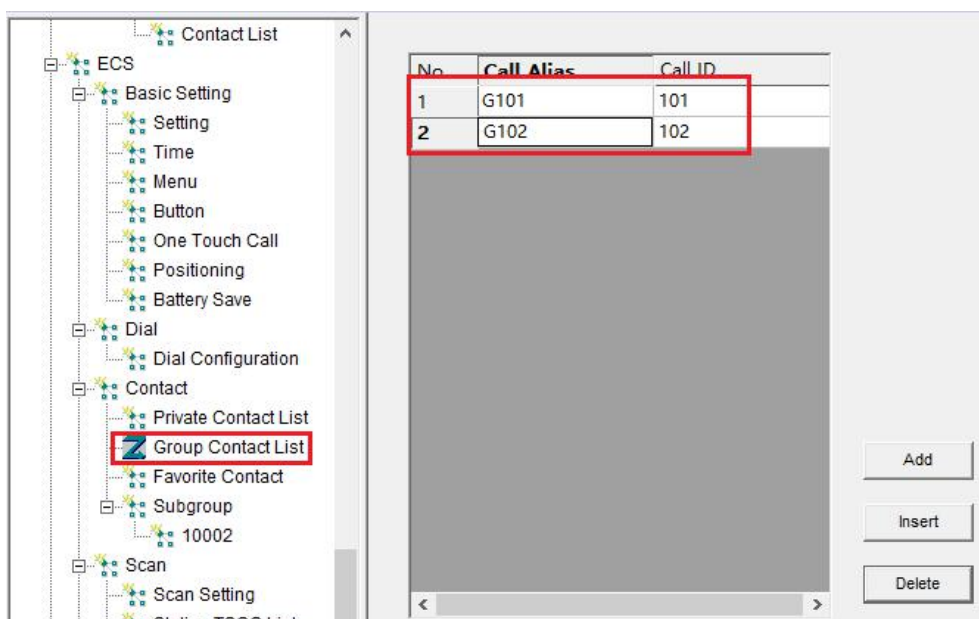 Contact List
ECS
Basic Setting
Setting
Time
Menu
Button
One Touch Call
Positioning
Battery Save
Dial
Dial Configuration
Contact
Private Contact List
Group Contact List
Favorite Contact
Subgroup
10002
Scan
Scan Setting
No Call Alias Call ID
1 G101 101
2 G102 102
Add
Insert
Delete